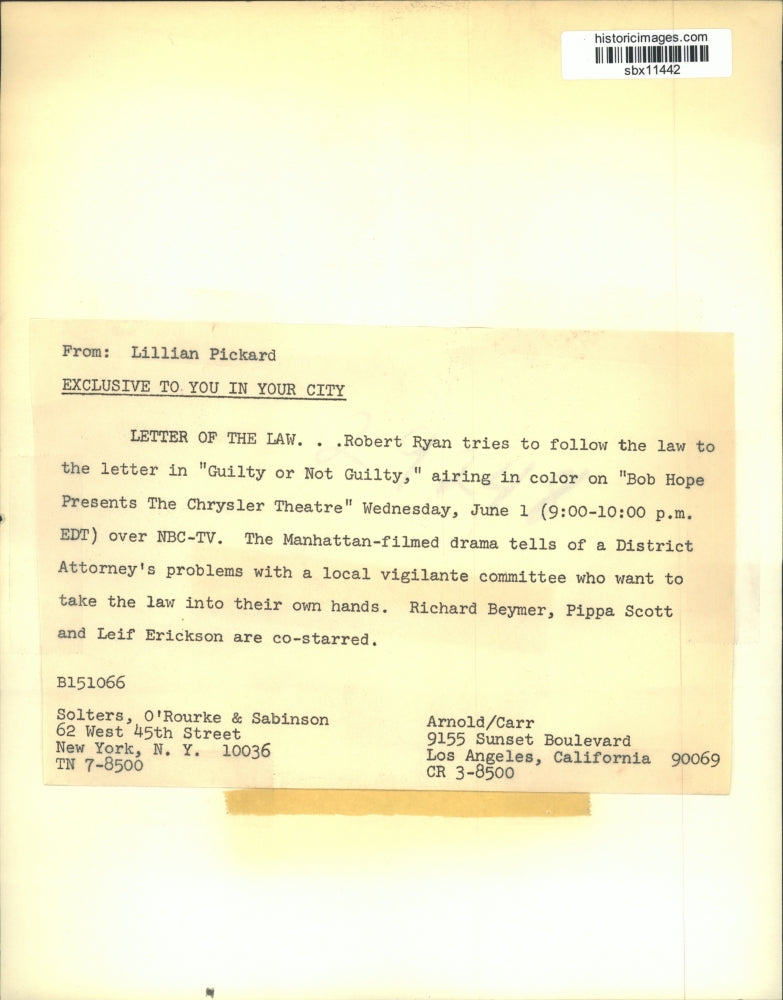 historicimages.com
sbx11442
From: Lillian Pickard
EXCLUSIVE TO YOU IN YOUR CITY
LETTER OF THE LAW. . .Robert Ryan tries to follow the law to
the letter in "Guilty or Not Guilty," airing in color on "Bob Hope
Presents The Chrysler Theatre" Wednesday, June 1 (9:00-10:00 p.m.
EDT) over NBC-TV. The Manhattan-filmed drama tells of a District
Attorney's problems with a local vigilante committee who want to
take the law into their own hands. Richard Beymer, Pippa Scott
and Leif Erickson are co-starred.
B151066
Solters, O'Rourke & Sabinson
62 West 45th Street
New York, N. Y. 10036
TN 7-8500
Arnold/Carr
9155 Sunset Boulevard
Los Angeles, California 90069
CR 3-8500